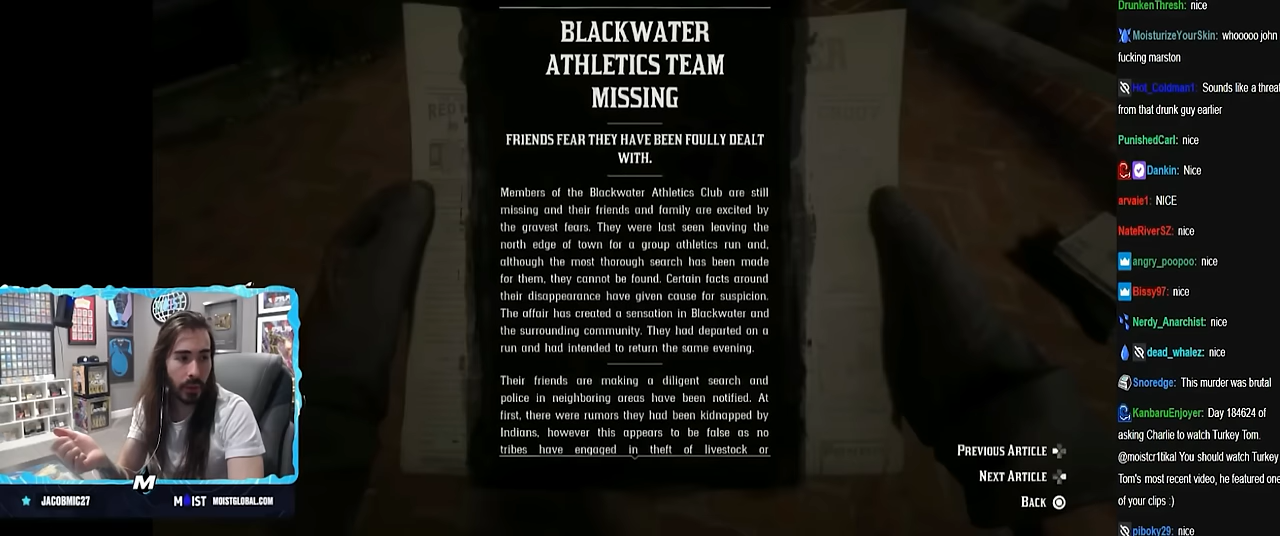 BLACKWATER
ATHLETICS TEAM
MISSING
FRIENDS FEAR THEY HAVE BEEN FOULLY DEALT
WITH.
Members of the Blackwater Athletics Club are still
missing and their friends and family are excited by
the gravest fears. They were last seen leaving the
north edge of town for a group athletics run and,
although the most thorough search has been made
for them, they cannot be found. Certain facts around
their disappearance have given cause for suspicion.
The affair has created a sensation in Blackwater and
the surrounding community. They had departed on a
run and had intended to return the same evening.
Their friends are making a diligent search and
police in neighboring areas have been notified. At
first, there were rumors they had been kidnapped by
Indians, however this appears to be false as no
tribes have engaged in theft of livestock or
PREVIOUS ARTICLE
NEXT ARTICLE
BACK
M
JACOBMIC27
MOIST MOISTGLOBAL.COM
DrunkenThresh: nice
MoisturizeYourSkin: whooooo john
fucking marston
Hot_Coldman1: Sounds like a threat
from that drunk guy earlier
PunishedCarl: nice
Dankin: Nice
arvaie1: NICE
NateRiverSZ: nice
angry_poopoo: nice
Bissy97: nice
Nerdy_Anarchist: nice
dead_whalez: nice
Snoredge: This murder was brutal
KanbaruEnjoyer: Day 184624 of
asking Charlie to watch Turkey Tom.
@moistcr1tikal You should watch Turkey
Tom's most recent video, he featured one
of your clips :)
piboky29: nice